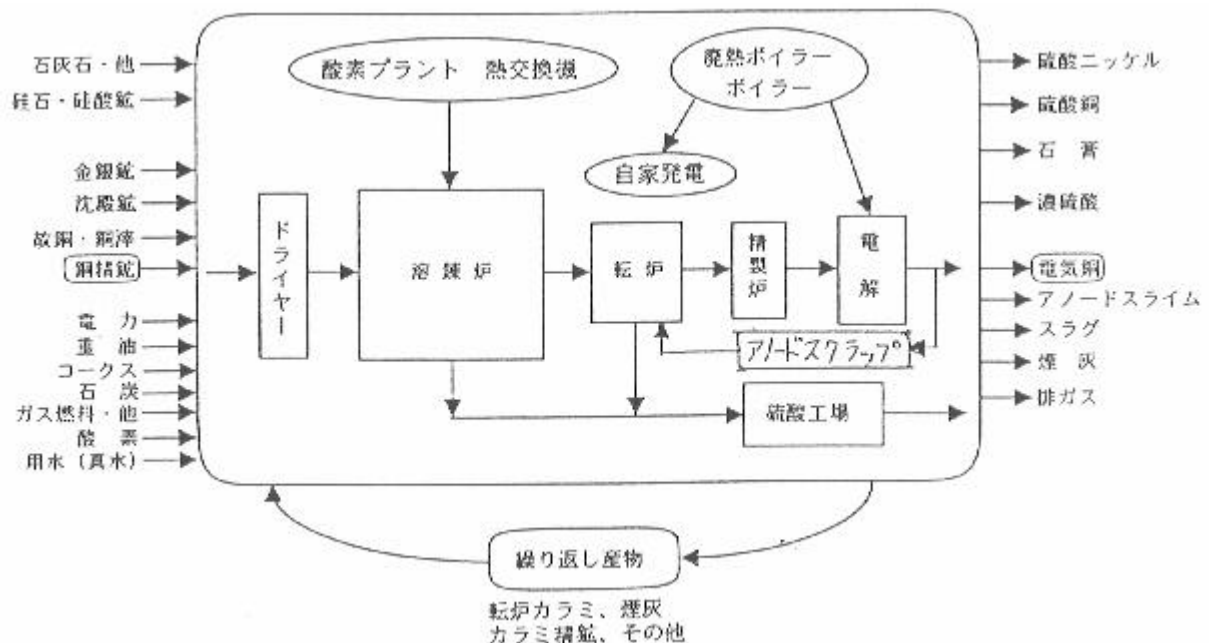 石灰石・他
硅石・硅酸鉱
金銀鉱
沈殿鉱
故銅・銅滓
銅精鉱
電力
重油
コークス
石炭
ガス燃料・他
酸素
用水(真水)
酸素プラント 熱交換機
廃熱ボイラー
ボイラー
自家発電
ドライヤー
溶錬炉
転炉
精製炉
電解
アノードスクラップ
硫酸工場
硫酸ニッケル
硫酸銅
石膏
濃硫酸
電気銅
アノードスライム
スラグ
煙灰
排ガス
繰り返し産物
転炉カラミ、煙灰
カラミ精鉱、その他